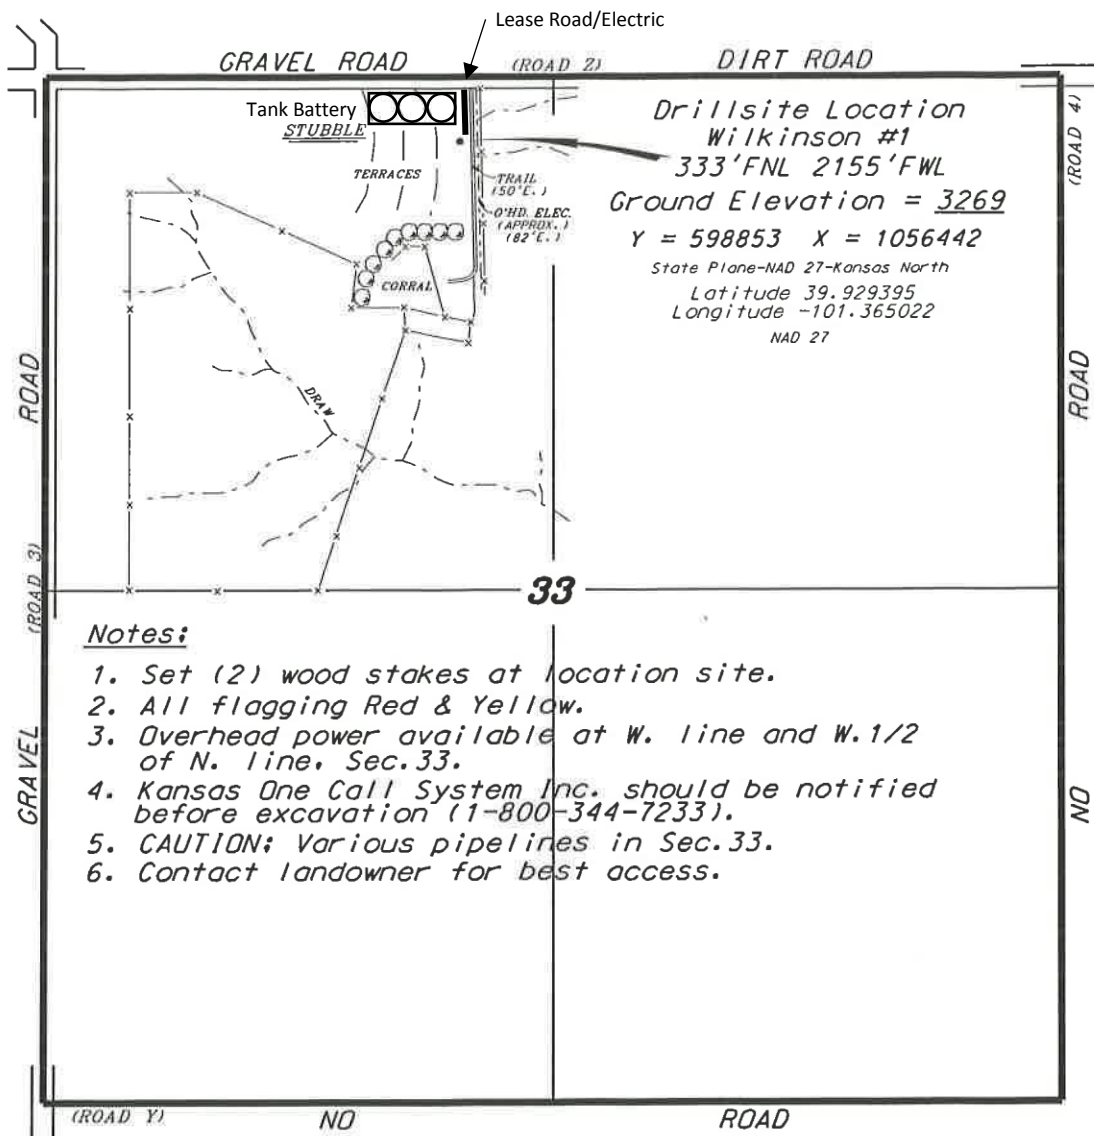 Lease Road/Electric
GRAVEL ROAD
(ROAD Z)
DIRT ROAD
Tank Battery
STUBBLE
TERRACES
TRAIL
(50'E.)
O'HD. ELEC.
(APPROX.)
(82'E.)
CORRAL
DRAW
Drillsite Location
Wilkinson #1
333'FNL 2155'FWL
Ground Elevation = 3269
Y = 598853 X = 1056442
State Plane-NAD 27-Kansas North
Latitude 39.929395
Longitude -101.365022
NAD 27
(ROAD 4)
ROAD
NO
ROAD
(ROAD 3)
GRAVEL
33
Notes:
1. Set (2) wood stakes at location site.
2. All flagging Red & Yellow.
3. Overhead power available at W. line and W.1/2
of N. line, Sec.33.
4. Kansas One Call System Inc. should be notified
before excavation (1-800-344-7233).
5. CAUTION: Various pipelines in Sec.33.
6. Contact landowner for best access.
(ROAD Y)
NO
ROAD